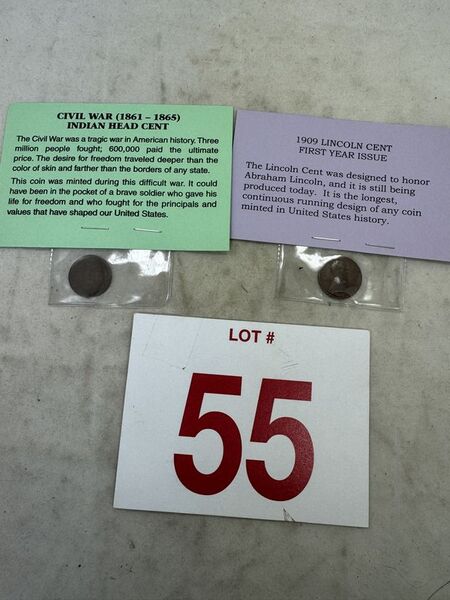 CIVIL WAR (1861 – 1865)
INDIAN HEAD CENT
The Civil War was a tragic war in American history. Three
million people fought; 600,000 paid the ultimate
price. The desire for freedom traveled deeper than the
color of skin and farther than the borders of any state.
This coin was minted during this difficult war. It could
have been in the pocket of a brave soldier who gave his
life for freedom and who fought for the principals and
values that have shaped our United States.
1909 LINCOLN CENT
FIRST YEAR ISSUE
The Lincoln Cent was designed to honor
Abraham Lincoln, and it is still being
produced today. It is the longest,
continuous running design of any coin
minted in United States history.
LOT #
55